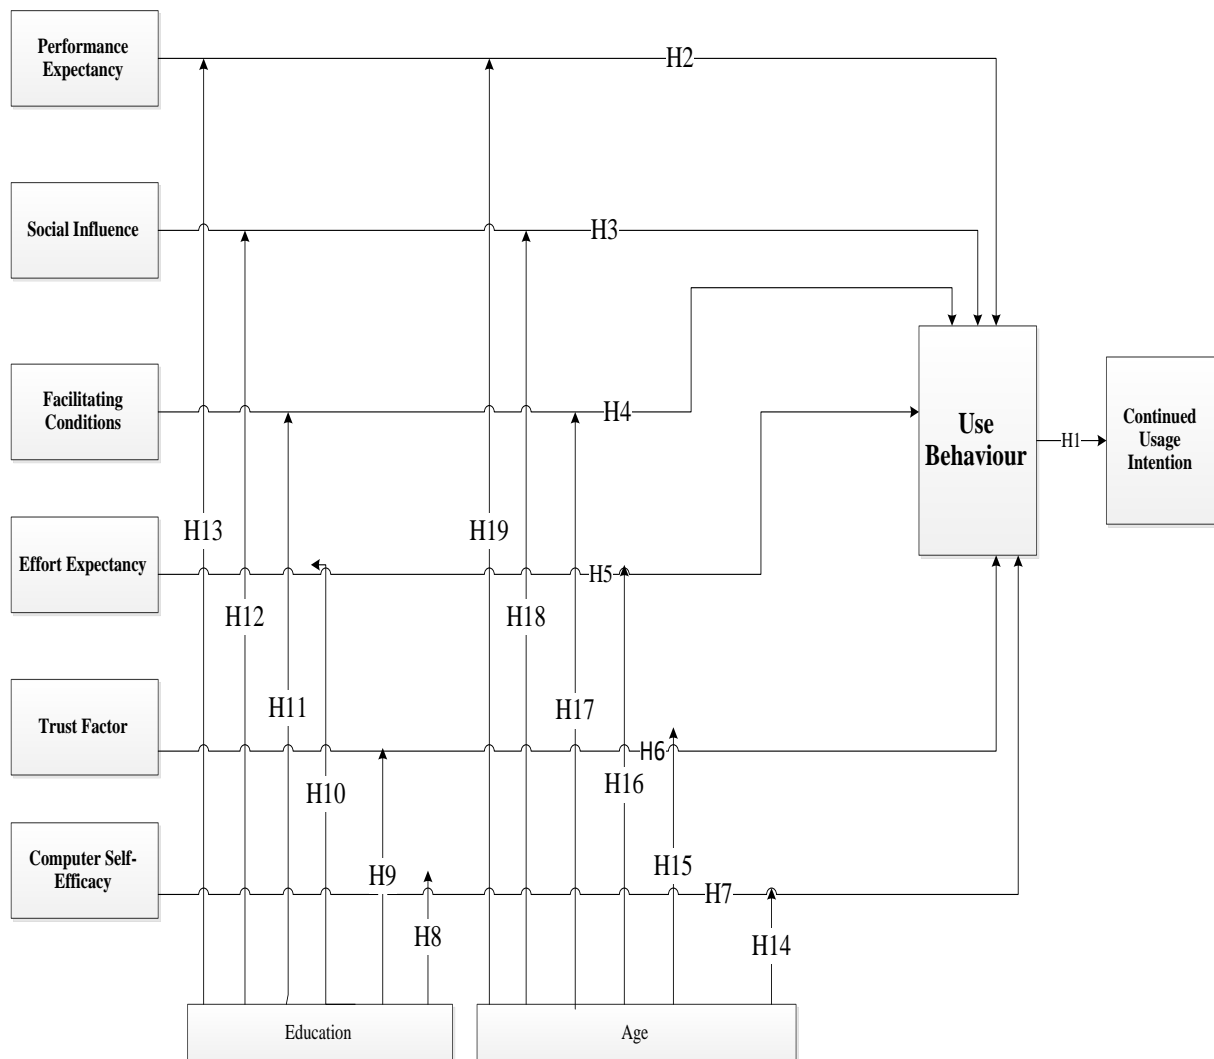 Performance
Expectancy
H2
Social Influence
H3
Facilitating
Conditions
H4
Use
Behaviour
H1
Continued
Usage
Intention
H13
H19
Effort Expectancy
H5
H12
H18
H11
H17
Trust Factor
H6
H10
H16
Computer Self-
Efficacy
H9
H15
H7
H8
H14
Education
Age